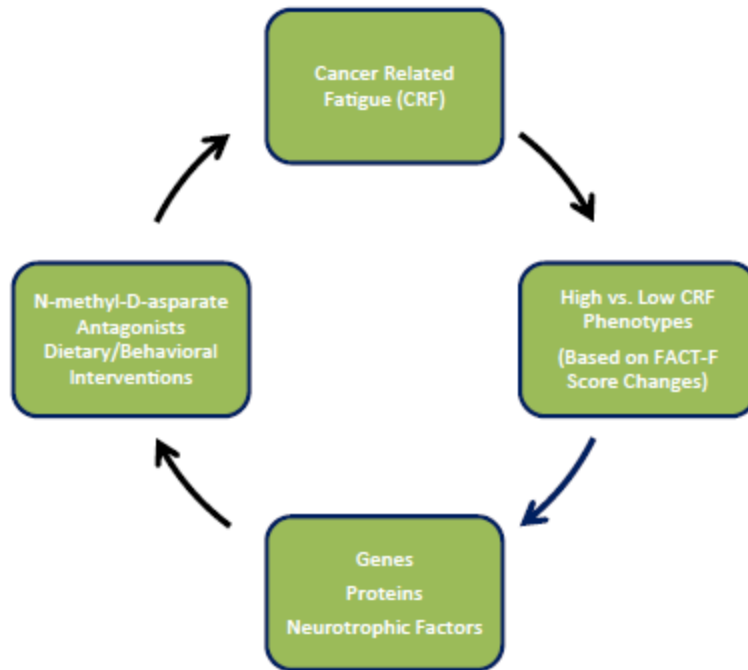 Cancer Related
Fatigue (CRF)
High vs. Low CRF
Phenotypes
(Based on FACT-F
Score Changes)
Genes
Proteins
Neurotrophic Factors
N-methyl-D-asparate
Antagonists
Dietary/Behavioral
Interventions